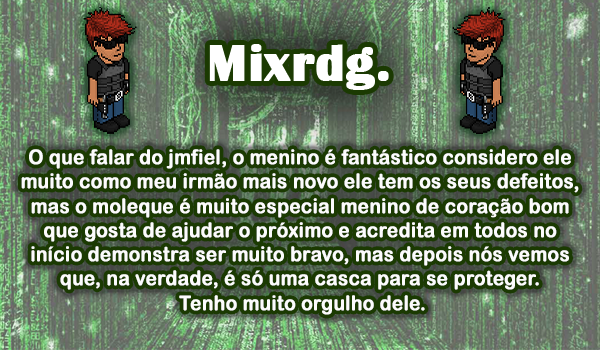 Mixrdg.
O que falar do jmfiel, o menino é fantástico considero ele
muito como meu irmão mais novo ele tem os seus defeitos,
mas o moleque é muito especial menino de coração bom
que gosta de ajudar o próximo e acredita em todos no
início demonstra ser muito bravo, mas depois nós vemos
que, na verdade, é só uma casca para se proteger.
Tenho muito orgulho dele.